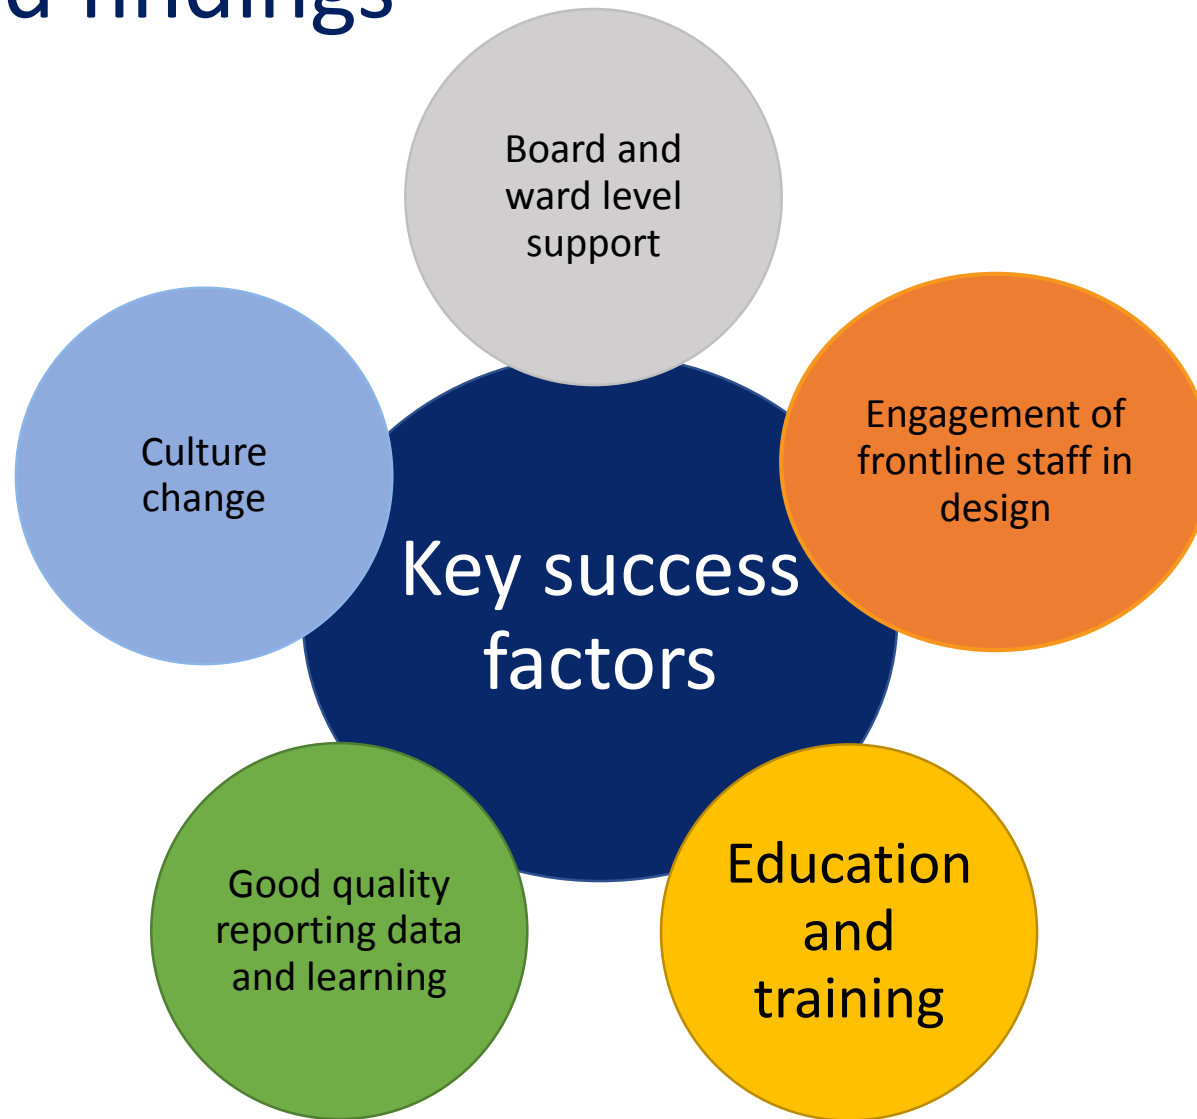 d findings
Board and
ward level
support
Engagement of
frontline staff in
design
Culture
change
Key success
factors
Education
and
training
Good quality
reporting data
and learning